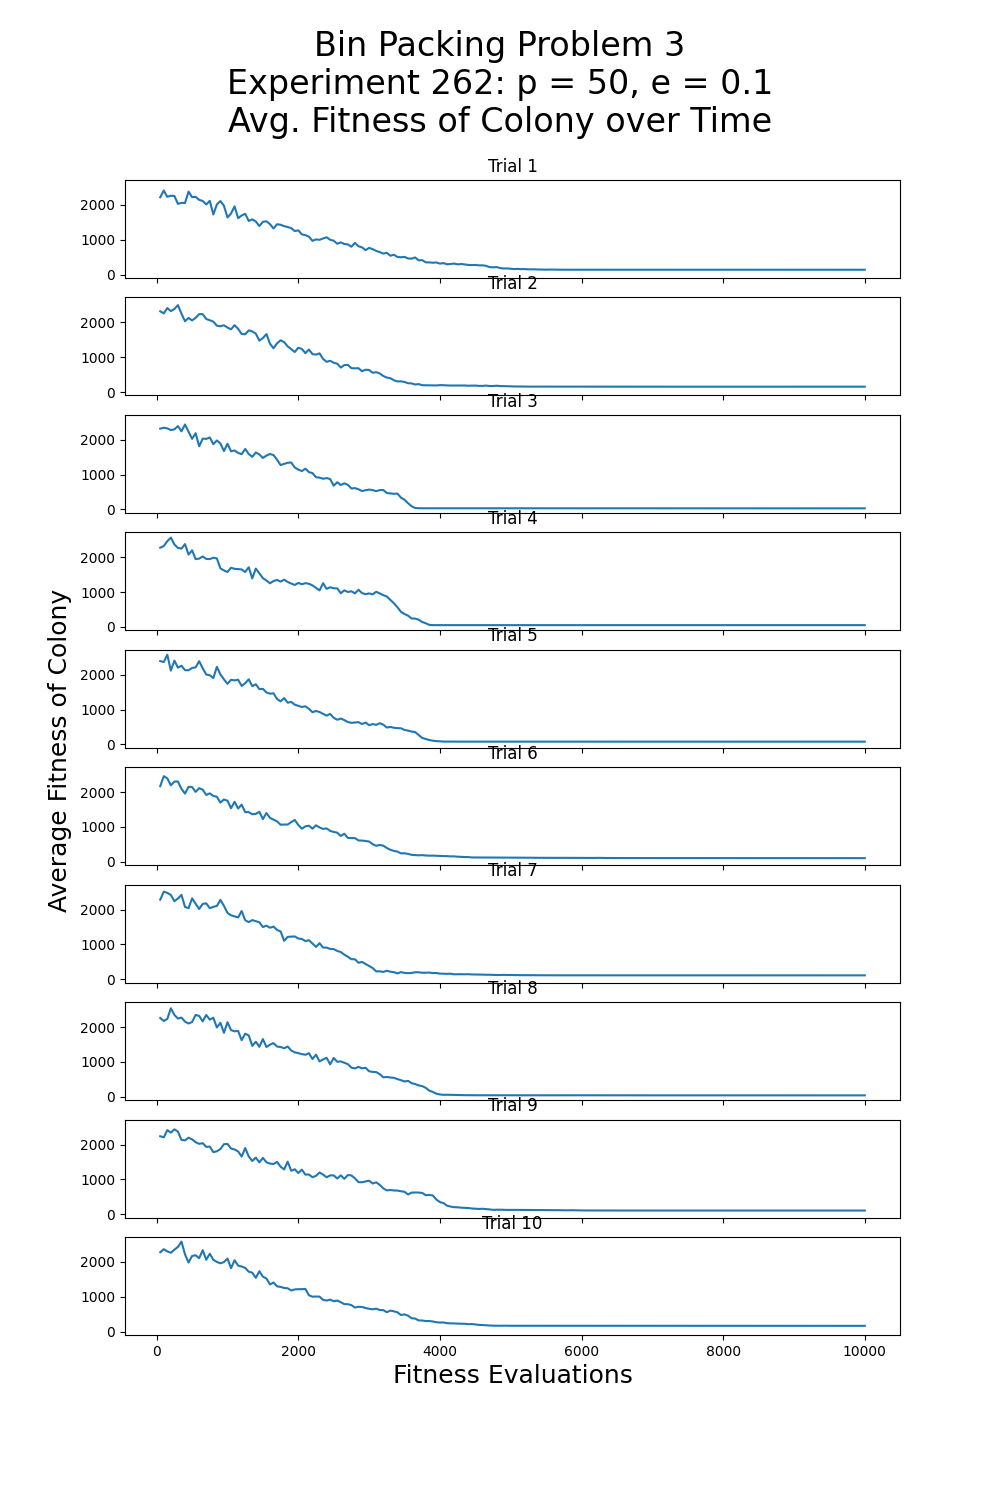 Bin Packing Problem 3
Experiment 262: p = 50, e = 0.1
Avg. Fitness of Colony over Time
Trial 1
2000
1000
0
Trial 2
2000
1000
0
Trial 3
2000
1000
0
Trial 4
2000
1000
0
Trial 5
2000
1000
0
Trial 6
2000
1000
0
Trial 7
2000
1000
0
Trial 8
2000
1000
0
Trial 9
2000
1000
0
Trial 10
2000
1000
0
0 2000 4000 6000 8000 10000
Fitness Evaluations
Average Fitness of Colony